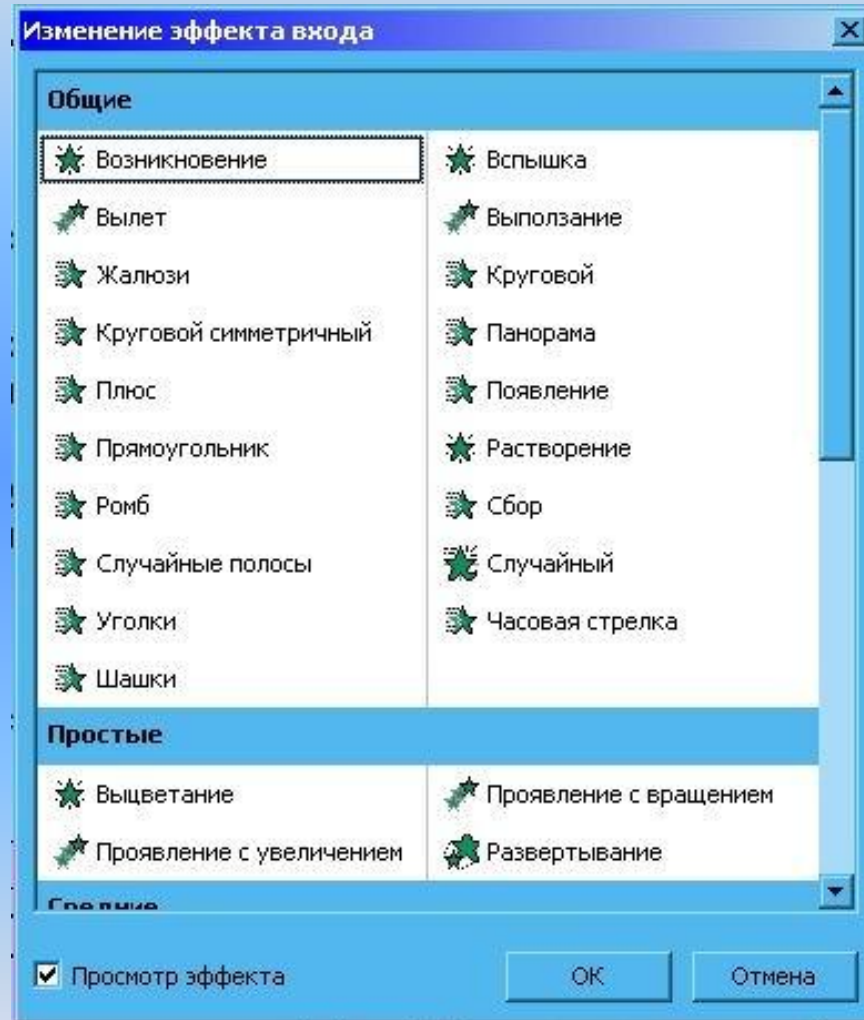 Изменение эффекта входа
Общие
Возникновение
Вспышка
Вылет
Выползание
Жалюзи
Круговой
Круговой симметричный
Панорама
Плюс
Появление
Прямоугольник
Растворение
Ромб
Сбор
Случайные полосы
Случайный
Уголки
Часовая стрелка
Шашки
Простые
Выцветание
Проявление с вращением
Проявление с увеличением
Развертывание
Средние
Просмотр эффекта
ОК
Отмена